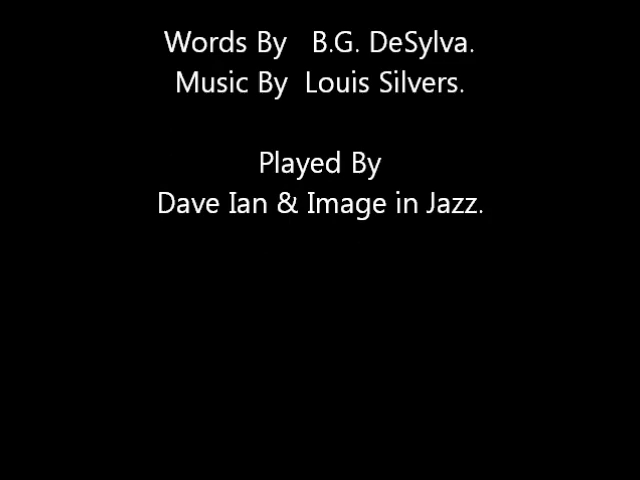 Words By   B.G. DeSylva.
Music By  Louis Silvers.
Played By
Dave Ian & Image in Jazz.